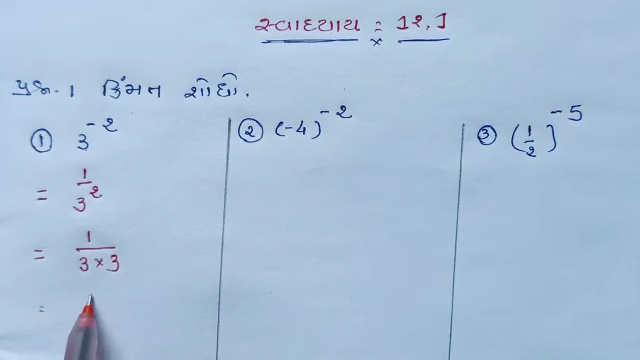 સ્વાધ્યાય : 12.1
×
પ્રશ્ન. 1 કિંમત શોધો.
① 3⁻²
= 1/3²
= 1/(3 × 3)
=
② (-4)⁻²
③ (1/2)⁻⁵